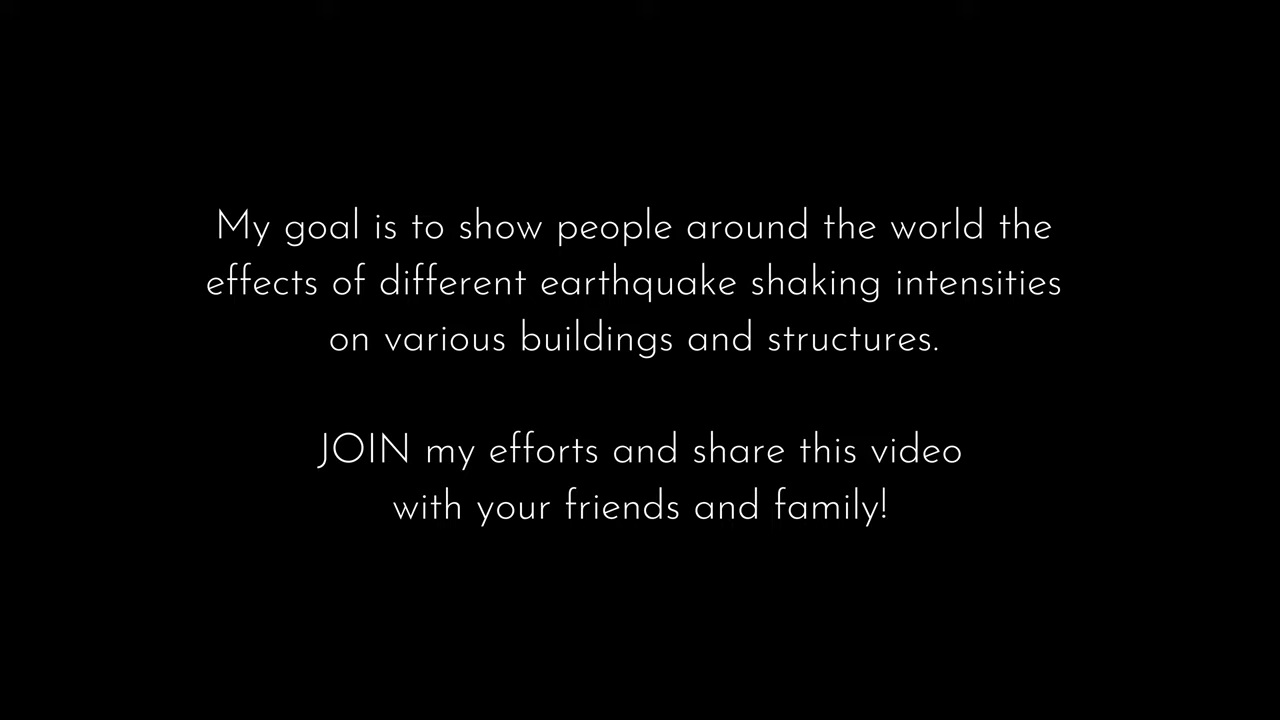 My goal is to show people around the world the
effects of different earthquake shaking intensities
on various buildings and structures.
JOIN my efforts and share this video
with your friends and family!